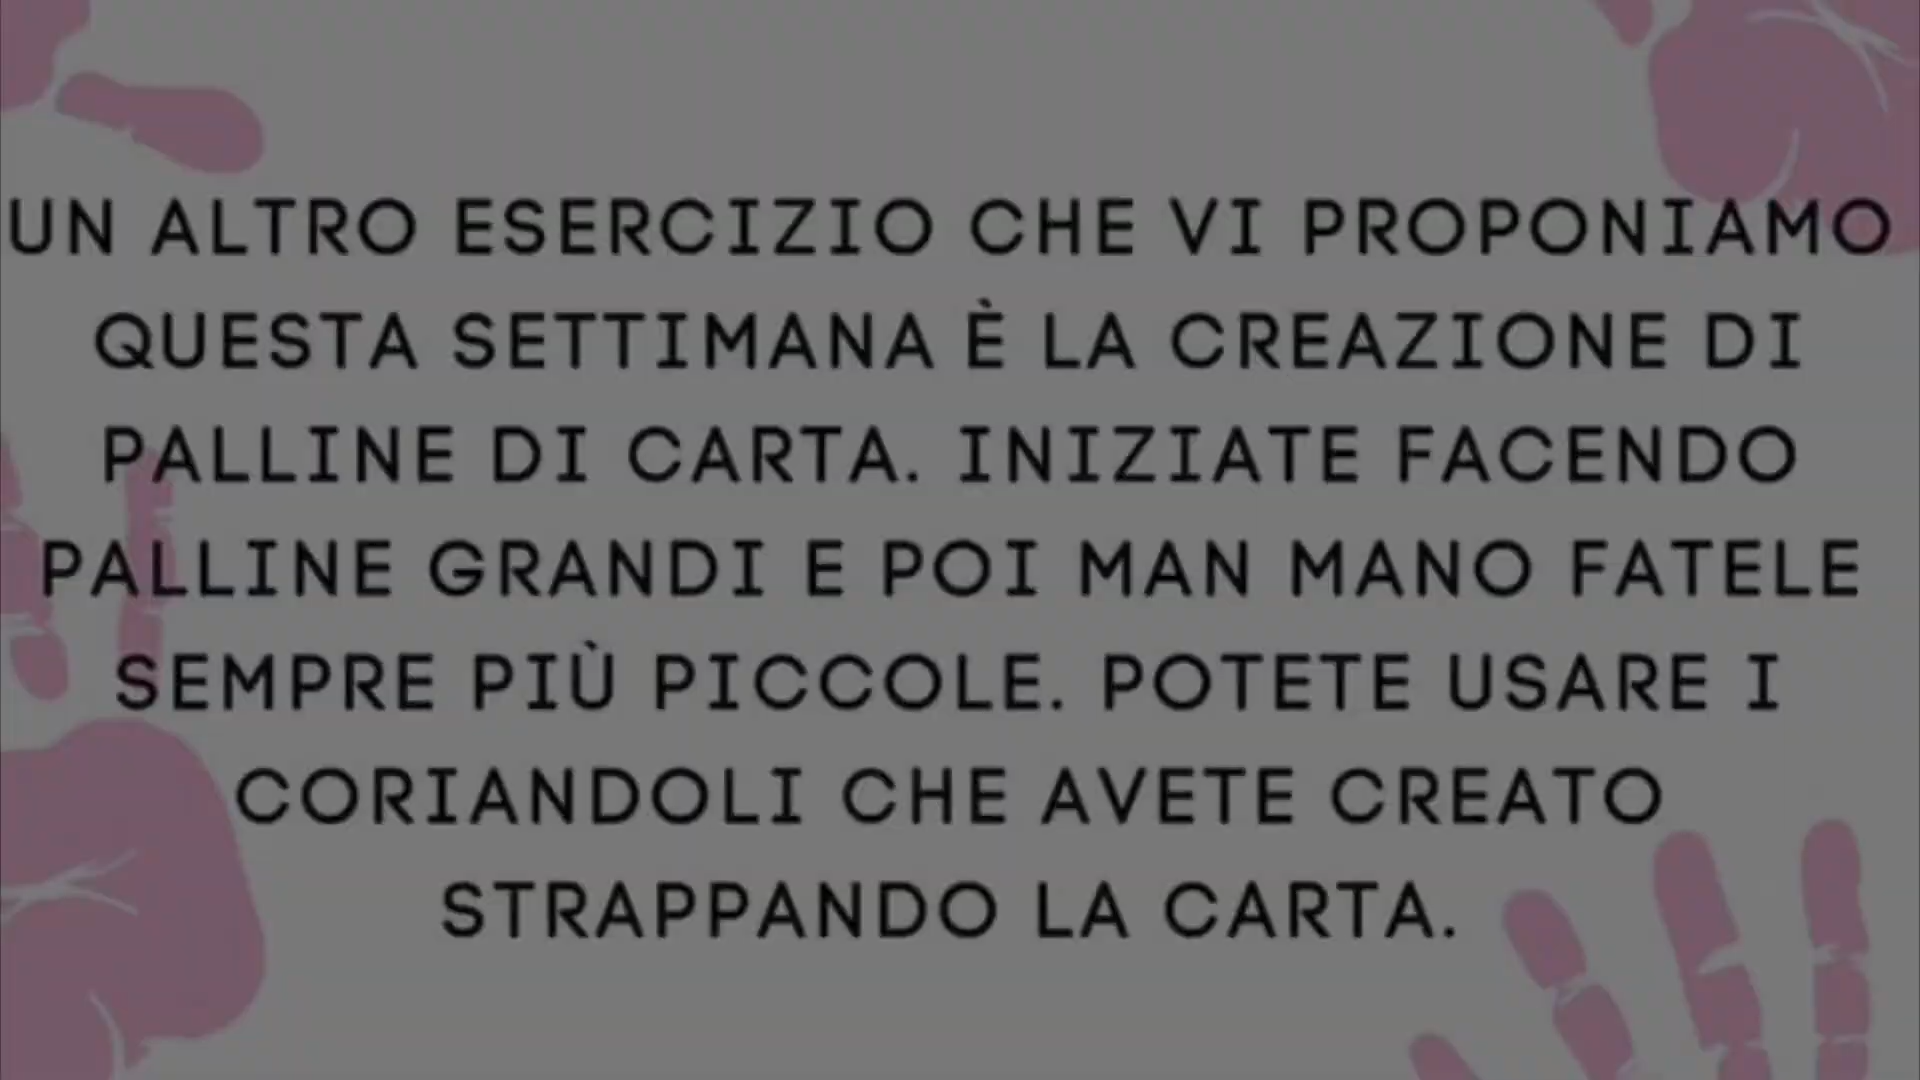 UN ALTRO ESERCIZIO CHE VI PROPONIAMO
QUESTA SETTIMANA È LA CREAZIONE DI
PALLINE DI CARTA. INIZIATE FACENDO
PALLINE GRANDI E POI MAN MANO FATELE
SEMPRE PIÙ PICCOLE. POTETE USARE I
CORIANDOLI CHE AVETE CREATO
STRAPPANDO LA CARTA.